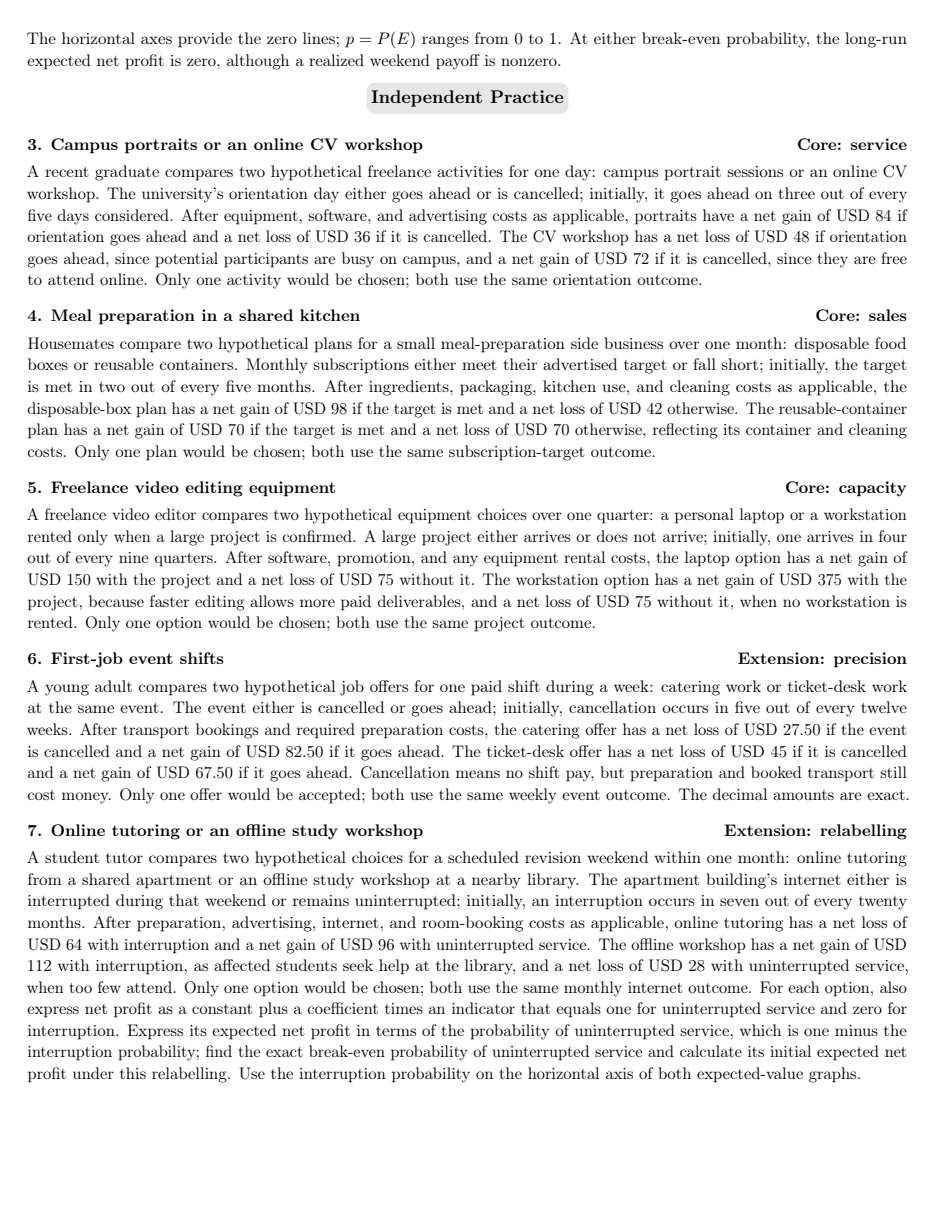 The horizontal axes provide the zero lines; p = P(E) ranges from 0 to 1. At either break-even probability, the long-run
expected net profit is zero, although a realized weekend payoff is nonzero.
Independent Practice
3. Campus portraits or an online CV workshop Core: service
A recent graduate compares two hypothetical freelance activities for one day: campus portrait sessions or an online CV
workshop. The university's orientation day either goes ahead or is cancelled; initially, it goes ahead on three out of every
five days considered. After equipment, software, and advertising costs as applicable, portraits have a net gain of USD 84 if
orientation goes ahead and a net loss of USD 36 if it is cancelled. The CV workshop has a net loss of USD 48 if orientation
goes ahead, since potential participants are busy on campus, and a net gain of USD 72 if it is cancelled, since they are free
to attend online. Only one activity would be chosen; both use the same orientation outcome.
4. Meal preparation in a shared kitchen Core: sales
Housemates compare two hypothetical plans for a small meal-preparation side business over one month: disposable food
boxes or reusable containers. Monthly subscriptions either meet their advertised target or fall short; initially, the target
is met in two out of every five months. After ingredients, packaging, kitchen use, and cleaning costs as applicable, the
disposable-box plan has a net gain of USD 98 if the target is met and a net loss of USD 42 otherwise. The reusable-container
plan has a net gain of USD 70 if the target is met and a net loss of USD 70 otherwise, reflecting its container and cleaning
costs. Only one plan would be chosen; both use the same subscription-target outcome.
5. Freelance video editing equipment Core: capacity
A freelance video editor compares two hypothetical equipment choices over one quarter: a personal laptop or a workstation
rented only when a large project is confirmed. A large project either arrives or does not arrive; initially, one arrives in four
out of every nine quarters. After software, promotion, and any equipment rental costs, the laptop option has a net gain of
USD 150 with the project and a net loss of USD 75 without it. The workstation option has a net gain of USD 375 with the
project, because faster editing allows more paid deliverables, and a net loss of USD 75 without it, when no workstation is
rented. Only one option would be chosen; both use the same project outcome.
6. First-job event shifts Extension: precision
A young adult compares two hypothetical job offers for one paid shift during a week: catering work or ticket-desk work
at the same event. The event either is cancelled or goes ahead; initially, cancellation occurs in five out of every twelve
weeks. After transport bookings and required preparation costs, the catering offer has a net loss of USD 27.50 if the event
is cancelled and a net gain of USD 82.50 if it goes ahead. The ticket-desk offer has a net loss of USD 45 if it is cancelled
and a net gain of USD 67.50 if it goes ahead. Cancellation means no shift pay, but preparation and booked transport still
cost money. Only one offer would be accepted; both use the same weekly event outcome. The decimal amounts are exact.
7. Online tutoring or an offline study workshop Extension: relabelling
A student tutor compares two hypothetical choices for a scheduled revision weekend within one month: online tutoring
from a shared apartment or an offline study workshop at a nearby library. The apartment building's internet either is
interrupted during that weekend or remains uninterrupted; initially, an interruption occurs in seven out of every twenty
months. After preparation, advertising, internet, and room-booking costs as applicable, online tutoring has a net loss of
USD 64 with interruption and a net gain of USD 96 with uninterrupted service. The offline workshop has a net gain of USD
112 with interruption, as affected students seek help at the library, and a net loss of USD 28 with uninterrupted service,
when too few attend. Only one option would be chosen; both use the same monthly internet outcome. For each option, also
express net profit as a constant plus a coefficient times an indicator that equals one for uninterrupted service and zero for
interruption. Express its expected net profit in terms of the probability of uninterrupted service, which is one minus the
interruption probability; find the exact break-even probability of uninterrupted service and calculate its initial expected net
profit under this relabelling. Use the interruption probability on the horizontal axis of both expected-value graphs.